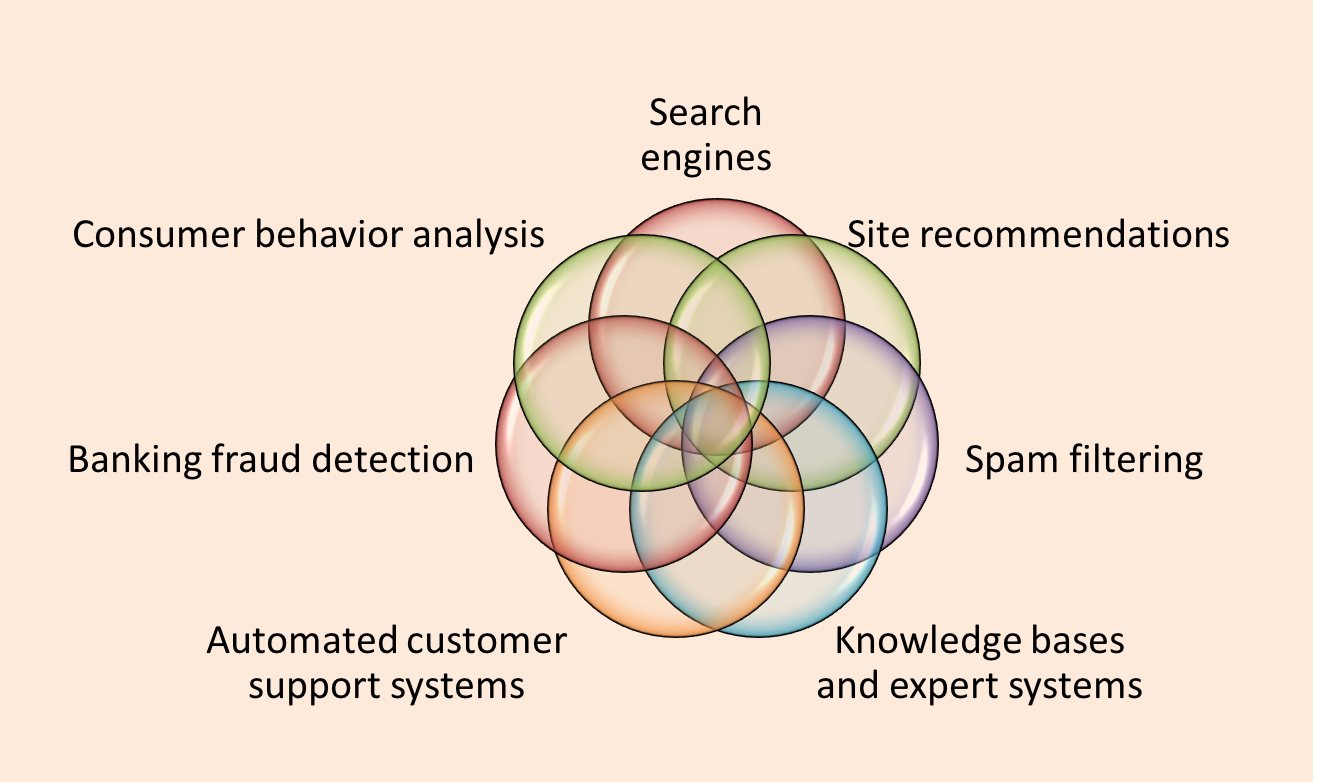 Search
engines
Consumer behavior analysis
Site recommendations
Banking fraud detection
Spam filtering
Automated customer
support systems
Knowledge bases
and expert systems